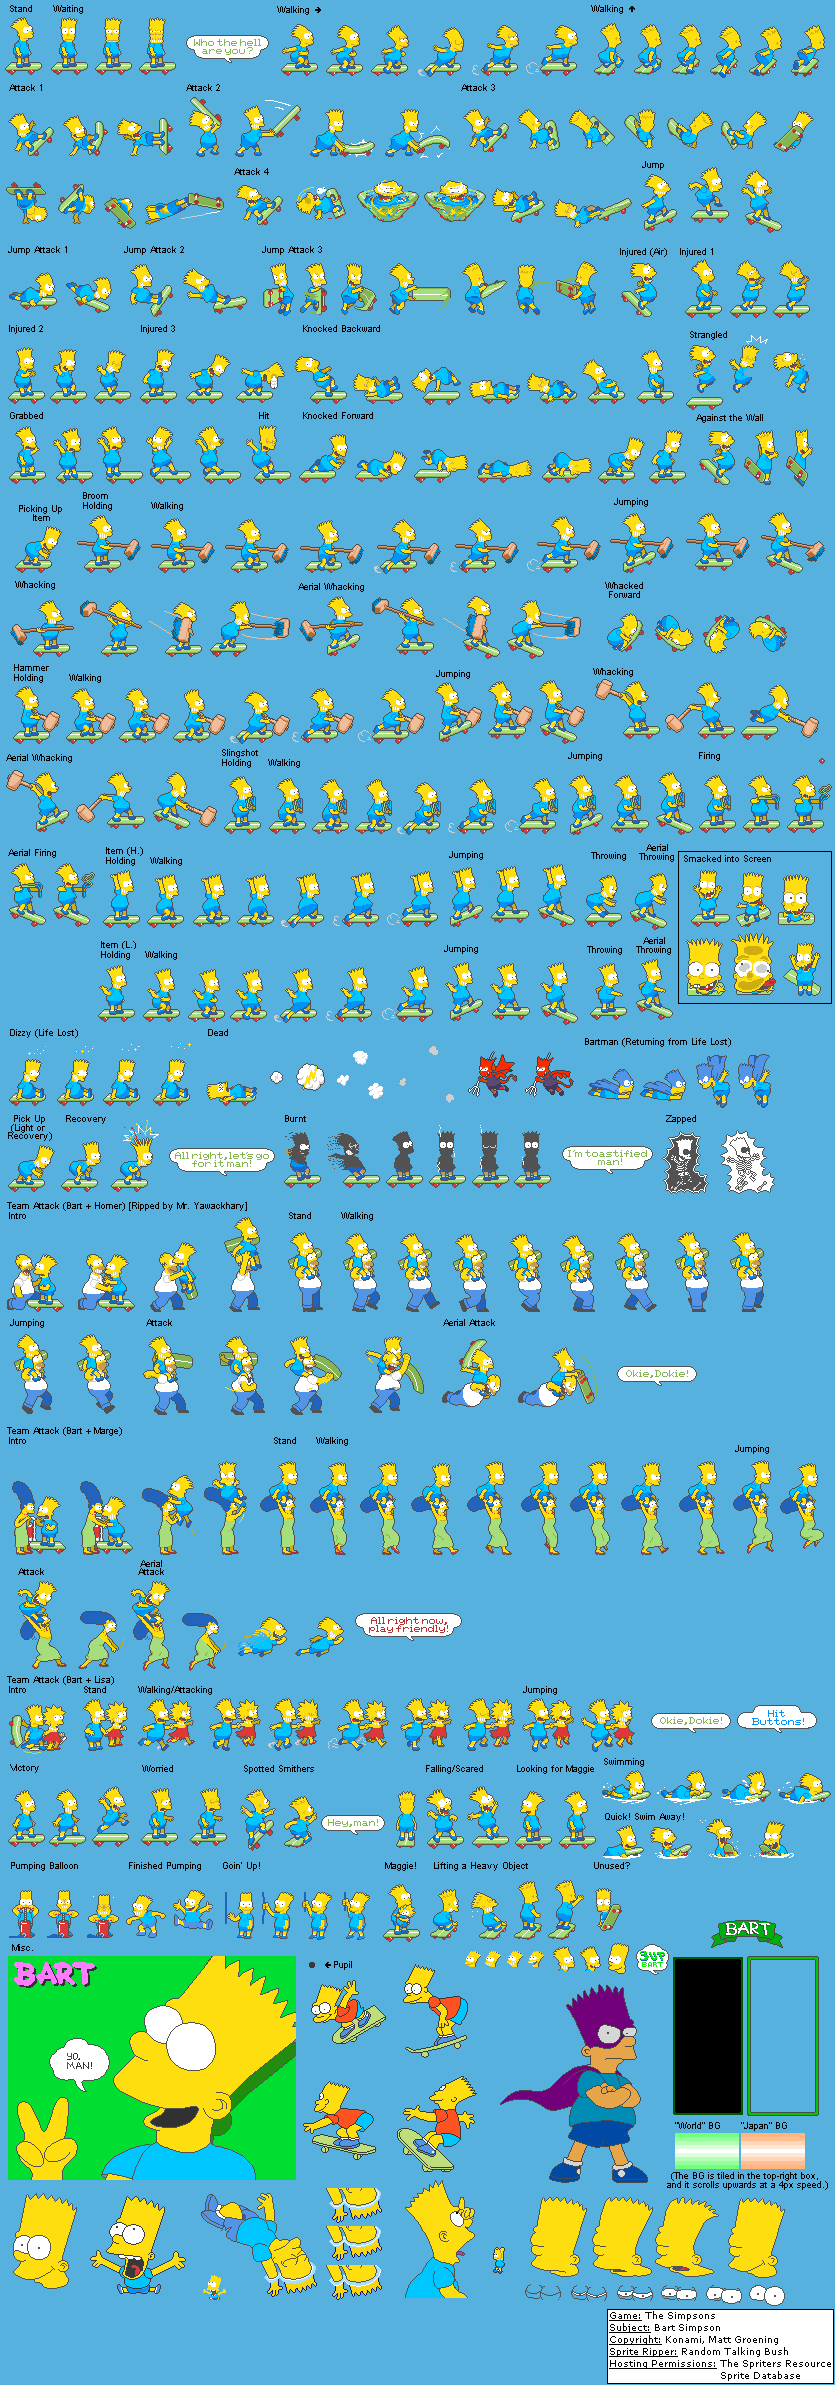 Stand Waiting
Walking →
Walking ↑
Who the hell
are you?
Attack 1
Attack 2
Attack 3
Attack 4
Jump
Jump Attack 1
Jump Attack 2
Jump Attack 3
Injured (Air)
Injured 1
Injured 2
Injured 3
Knocked Backward
Strangled
Grabbed
Hit
Knocked Forward
Against the Wall
Picking Up
Item
Broom
Holding
Walking
Jumping
Whacking
Aerial Whacking
Whacked
Forward
Hammer
Holding
Walking
Jumping
Whacking
Aerial Whacking
Slingshot
Holding
Walking
Jumping
Firing
Aerial Firing
Item (H.)
Holding
Walking
Jumping
Throwing
Aerial
Throwing
Smacked into Screen
Item (L.)
Holding
Walking
Jumping
Throwing
Aerial
Throwing
Dizzy (Life Lost)
Dead
Bartman (Returning from Life Lost)
Pick Up
(Light or
Recovery)
Recovery
All right, let's go
for it man!
Burnt
I'm toastified
man!
Zapped
Team Attack (Bart + Homer) [Ripped by Mr. Yawackhary]
Intro
Stand
Walking
Jumping
Attack
Aerial Attack
Okie, Dokie!
Team Attack (Bart + Marge)
Intro
Stand
Walking
Jumping
Attack
Aerial
Attack
All right now,
play friendly!
Team Attack (Bart + Lisa)
Intro
Stand
Walking/Attacking
Jumping
Okie, Dokie!
Hit
Buttons!
Victory
Worried
Spotted Smithers
Hey, man!
Falling/Scared
Looking for Maggie
Swimming
Quick! Swim Away!
Pumping Balloon
Finished Pumping
Goin' Up!
Maggie!
Lifting a Heavy Object
Unused?
BART
Misc.
BART
YO,
MAN!
← Pupil
3UP
BART
"World" BG
"Japan" BG
(The BG is tiled in the top-right box,
and it scrolls upwards at a 4px speed.)
Game: The Simpsons
Subject: Bart Simpson
Copyright: Konami, Matt Groening
Sprite Ripper: Random Talking Bush
Hosting Permissions: The Spriters Resource
Sprite Database